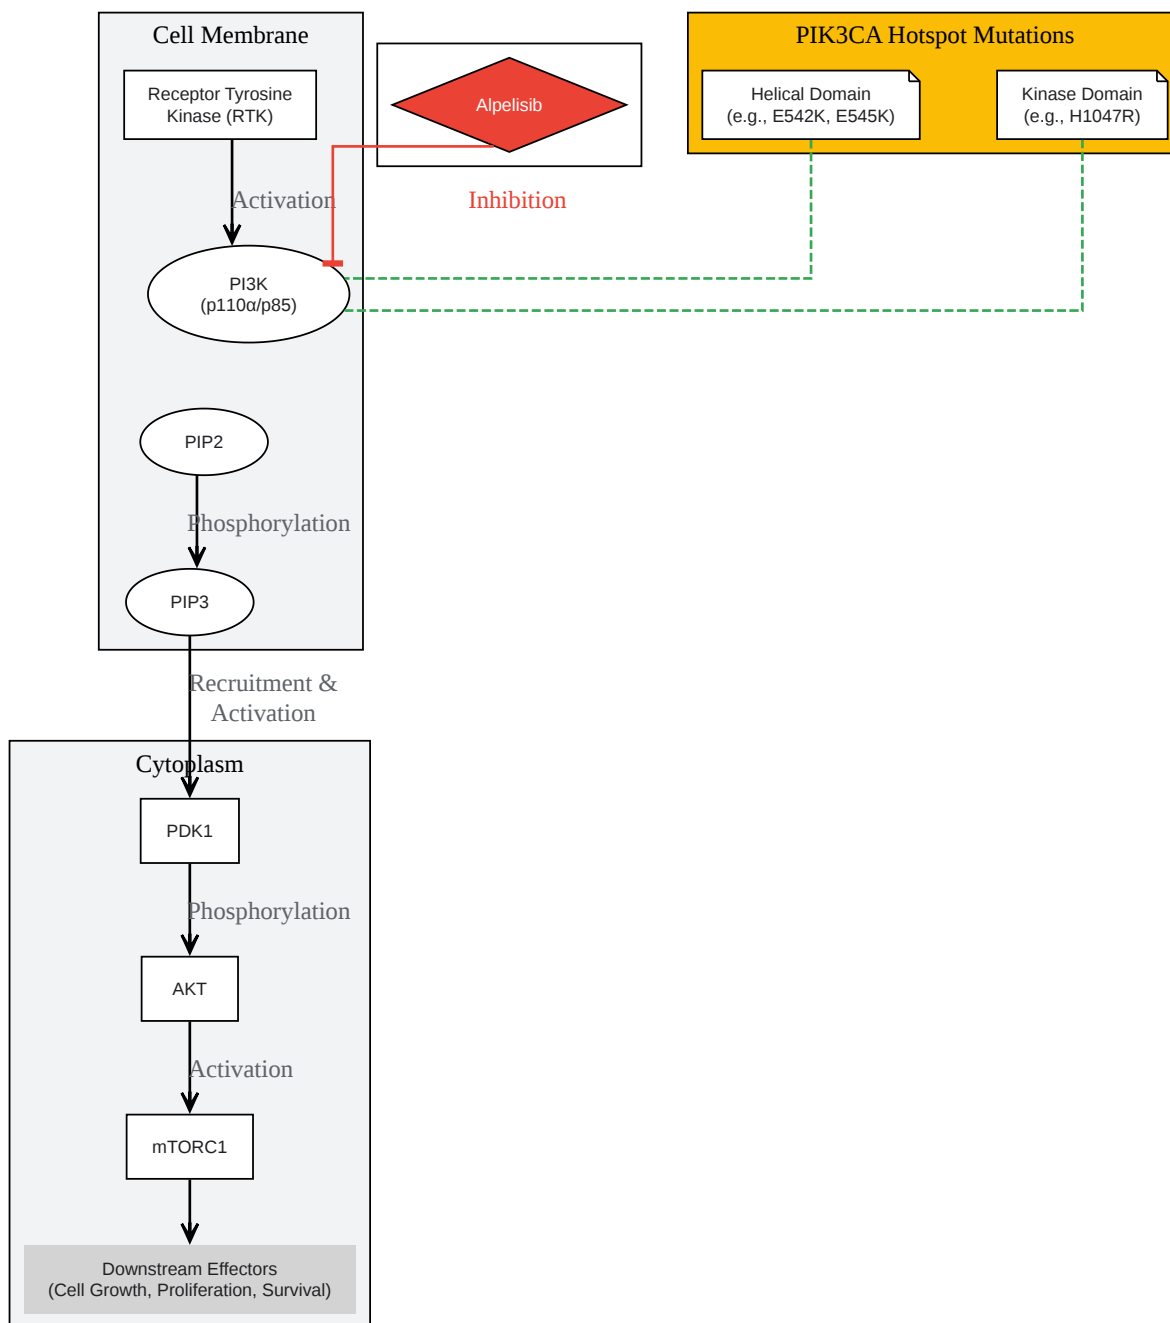 Cell Membrane
Receptor Tyrosine
Kinase (RTK)
Activation
PI3K
(p110α/p85)
PIP2
Phosphorylation
PIP3
Recruitment &
Activation
Alpelisib
Inhibition
PIK3CA Hotspot Mutations
Helical Domain
(e.g., E542K, E545K)
Kinase Domain
(e.g., H1047R)
Cytoplasm
PDK1
Phosphorylation
AKT
Activation
mTORC1
Downstream Effectors
(Cell Growth, Proliferation, Survival)